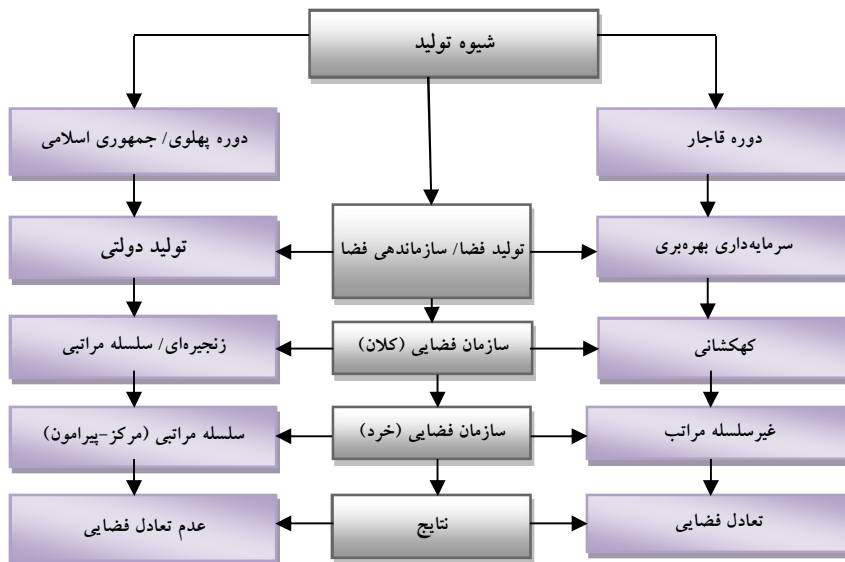 شیوه تولید
دوره قاجار
دوره پهلوی/ جمهوری اسلامی
سرمایه‌داری بهره‌بری
تولید فضا/ سازماندهی فضا
تولید دولتی
کهکشانی
سازمان فضایی (کلان)
زنجیره‌ای/ سلسله مراتبی
غیرسلسله مراتب
سازمان فضایی (خرد)
سلسله مراتبی (مرکز-پیرامون)
تعادل فضایی
نتایج
عدم تعادل فضایی